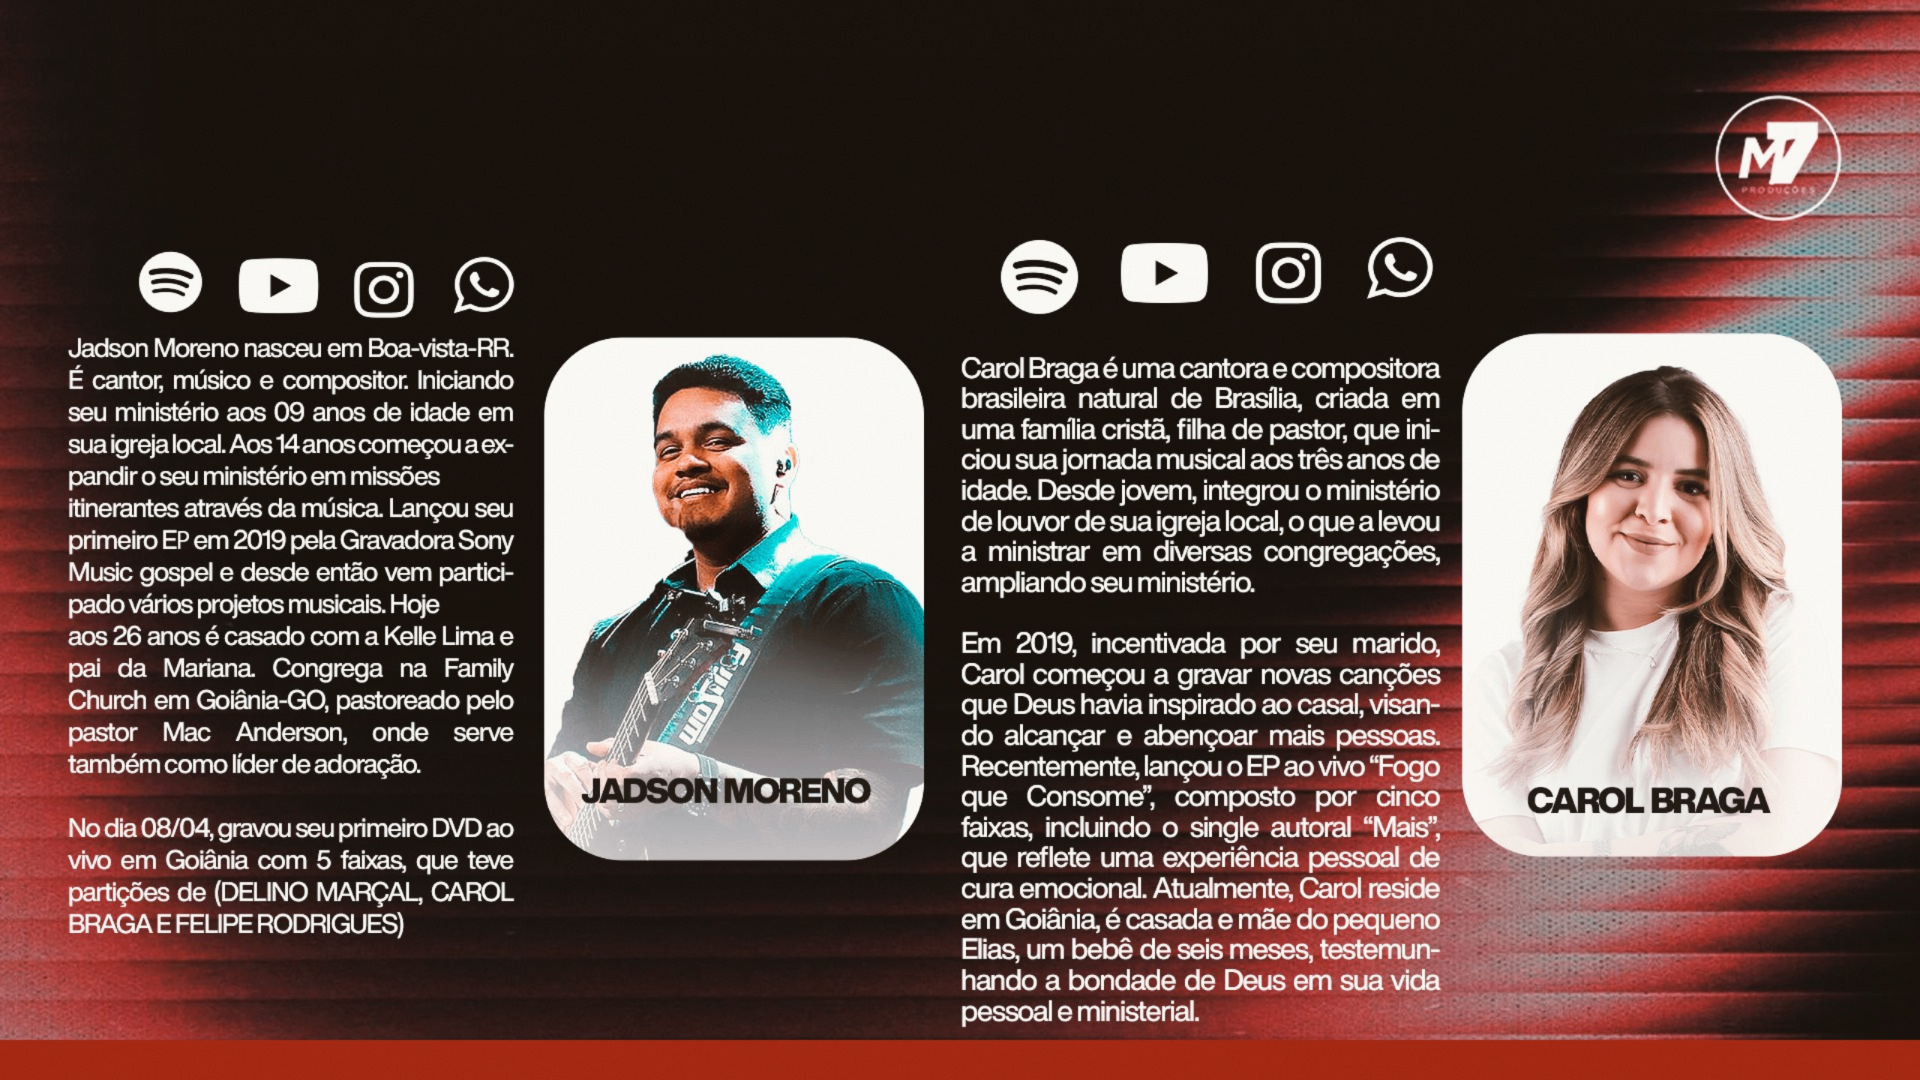 M7
PRODUÇÕES
Jadson Moreno nasceu em Boa-vista-RR.
É cantor, músico e compositor. Iniciando
seu ministério aos 09 anos de idade em
sua igreja local. Aos 14 anos começou a ex-
pandir o seu ministério em missões
itinerantes através da música. Lançou seu
primeiro EP em 2019 pela Gravadora Sony
Music gospel e desde então vem partici-
pado vários projetos musicais. Hoje
aos 26 anos é casado com a Kelle Lima e
pai da Mariana. Congrega na Family
Church em Goiânia-GO, pastoreado pelo
pastor Mac Anderson, onde serve
também como líder de adoração.
No dia 08/04, gravou seu primeiro DVD ao
vivo em Goiânia com 5 faixas, que teve
partições de (DELINO MARÇAL, CAROL
BRAGA E FELIPE RODRIGUES)
JADSON MORENO
Carol Braga é uma cantora e compositora
brasileira natural de Brasília, criada em
uma família cristã, filha de pastor, que ini-
ciou sua jornada musical aos três anos de
idade. Desde jovem, integrou o ministério
de louvor de sua igreja local, o que a levou
a ministrar em diversas congregações,
ampliando seu ministério.
Em 2019, incentivada por seu marido,
Carol começou a gravar novas canções
que Deus havia inspirado ao casal, visan-
do alcançar e abençoar mais pessoas.
Recentemente, lançou o EP ao vivo “Fogo
que Consome”, composto por cinco
faixas, incluindo o single autoral “Mais”,
que reflete uma experiência pessoal de
cura emocional. Atualmente, Carol reside
em Goiânia, é casada e mãe do pequeno
Elias, um bebê de seis meses, testemun-
hando a bondade de Deus em sua vida
pessoal e ministerial.
CAROL BRAGA